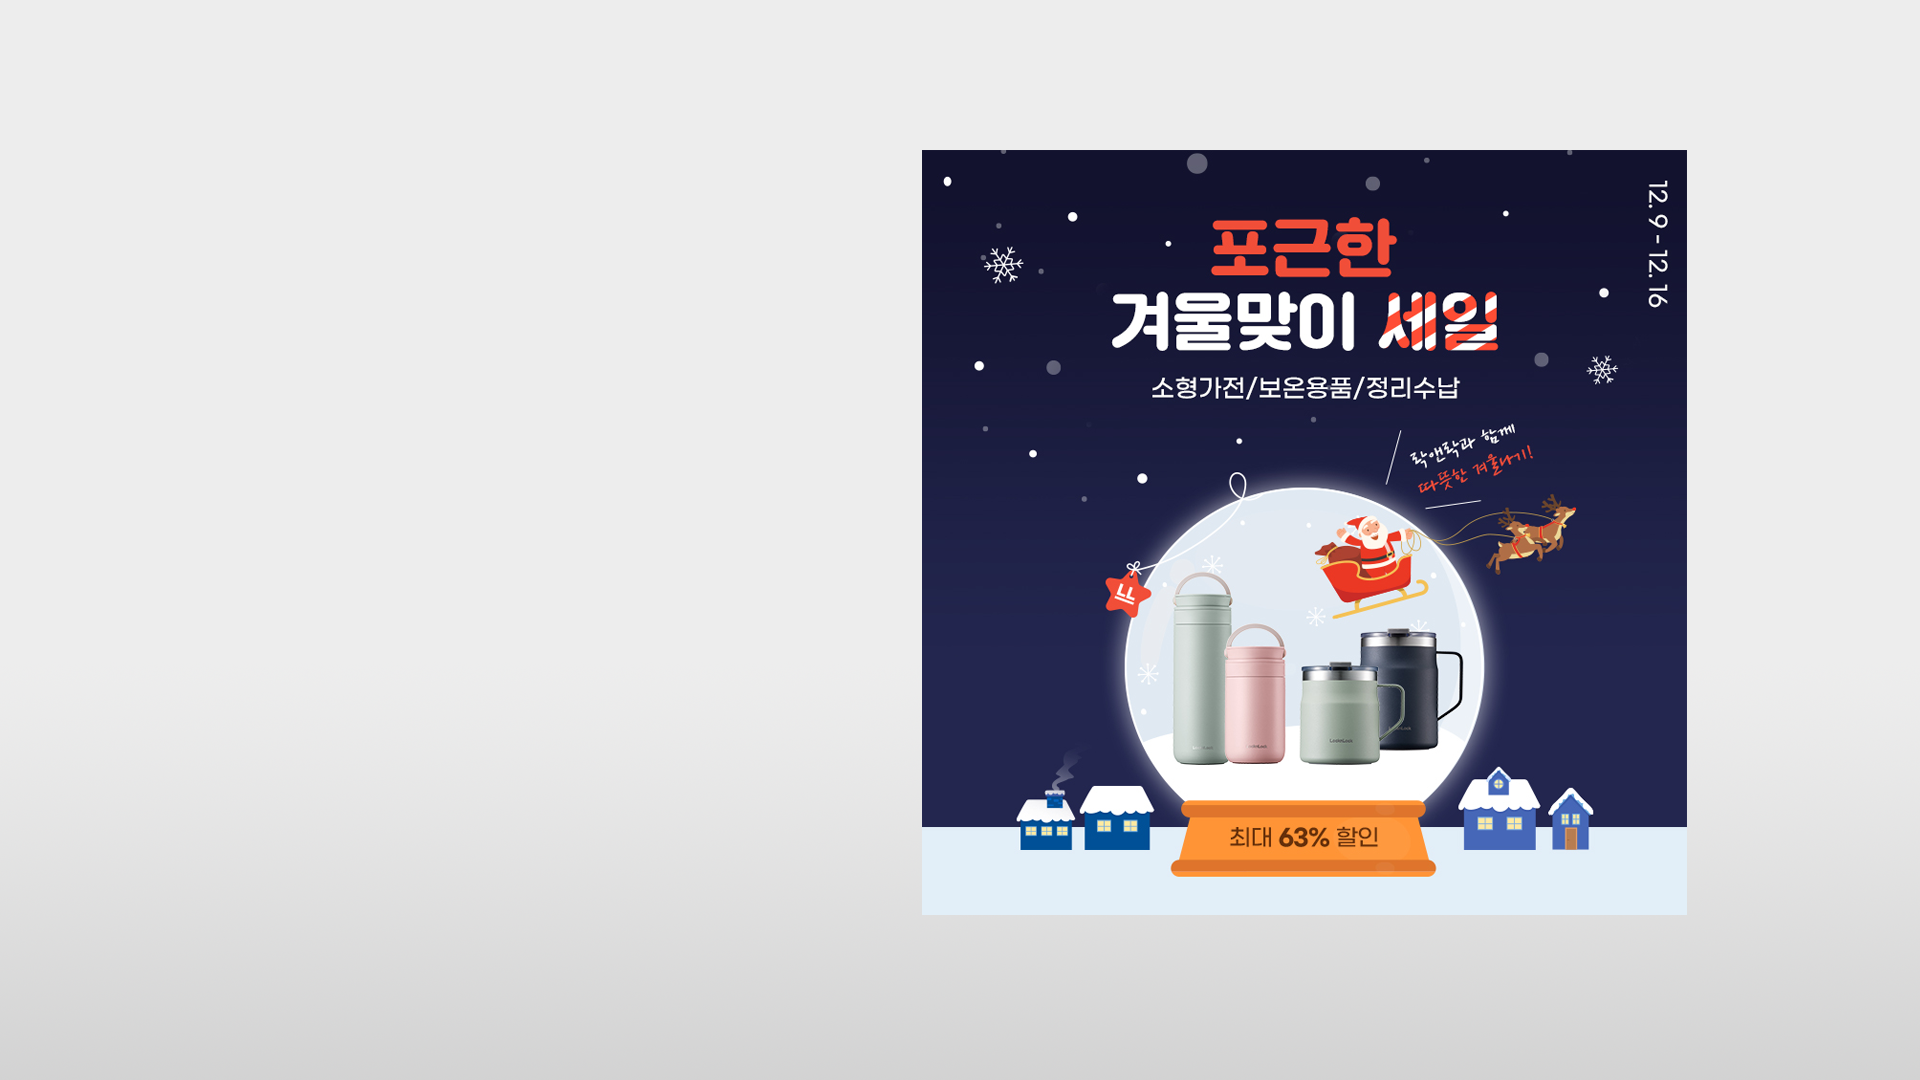 12. 9 - 12. 16
포근한
겨울맞이 세일
소형가전/보온용품/정리수납
락앤락과 함께
따뜻한 겨울나기!
LL
LocknLock
최대 63% 할인